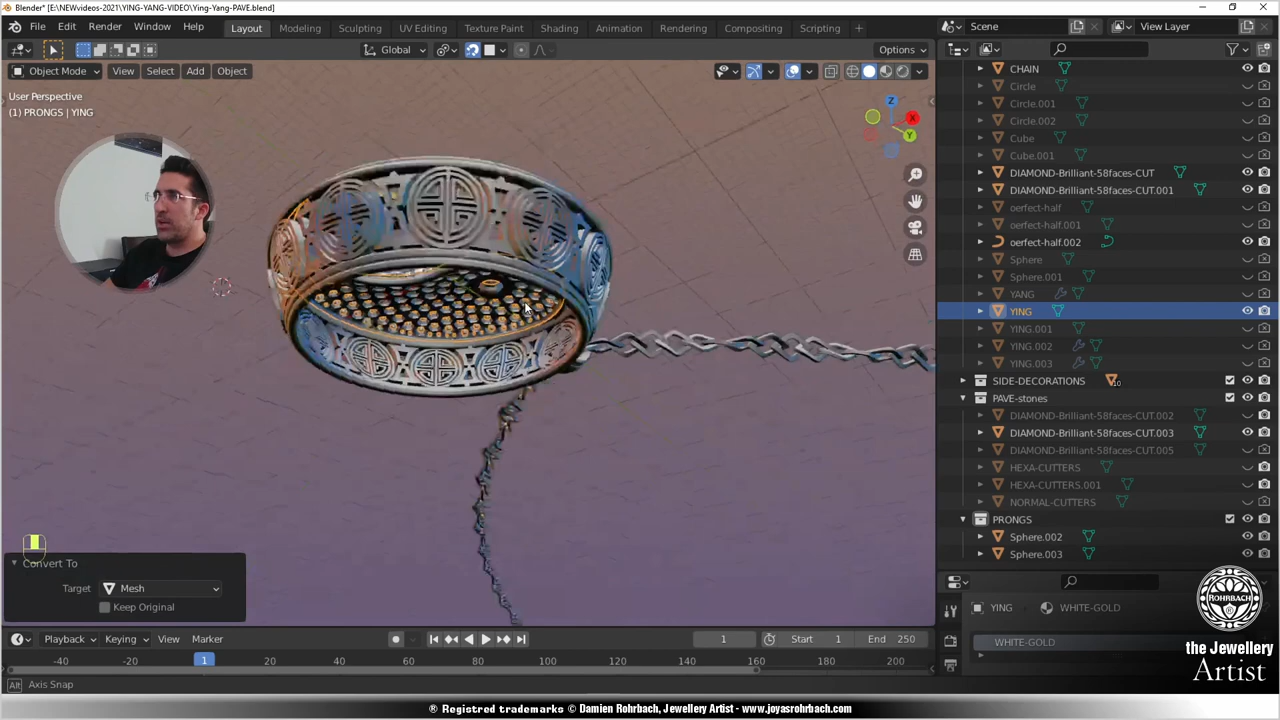 Blender* [E:\NEWvideos-2021\YING-YANG-VIDEO\Ying-Yang-PAVE.blend]
File Edit Render Window Help
Layout Modeling Sculpting UV Editing Texture Paint Shading Animation Rendering Compositing Scripting +
Scene
View Layer
Global
Options
Object Mode View Select Add Object
User Perspective
(1) PRONGS | YING
Z
X
Y
CHAIN
Circle
Circle.001
Circle.002
Cube
Cube.001
DIAMOND-Brilliant-58faces-CUT
DIAMOND-Brilliant-58faces-CUT.001
oerfect-half
oerfect-half.001
oerfect-half.002
Sphere
Sphere.001
YANG
YING
YING.001
YING.002
YING.003
SIDE-DECORATIONS 10
PAVE-stones
DIAMOND-Brilliant-58faces-CUT.002
DIAMOND-Brilliant-58faces-CUT.003
DIAMOND-Brilliant-58faces-CUT.005
HEXA-CUTTERS
HEXA-CUTTERS.001
NORMAL-CUTTERS
PRONGS
Sphere.002
Sphere.003
Convert To
Target Mesh
Keep Original
YING WHITE-GOLD
WHITE-GOLD
ROHRBACH
the Jewellery
Artist
Playback Keying View Marker
1 Start 1 End 250
-40 -20 1 20 40 60 80 100 120 140 160 180 200
Alt Axis Snap
® Registered trademarks © Damien Rohrbach, Jewellery Artist - www.joyasrohrbach.com